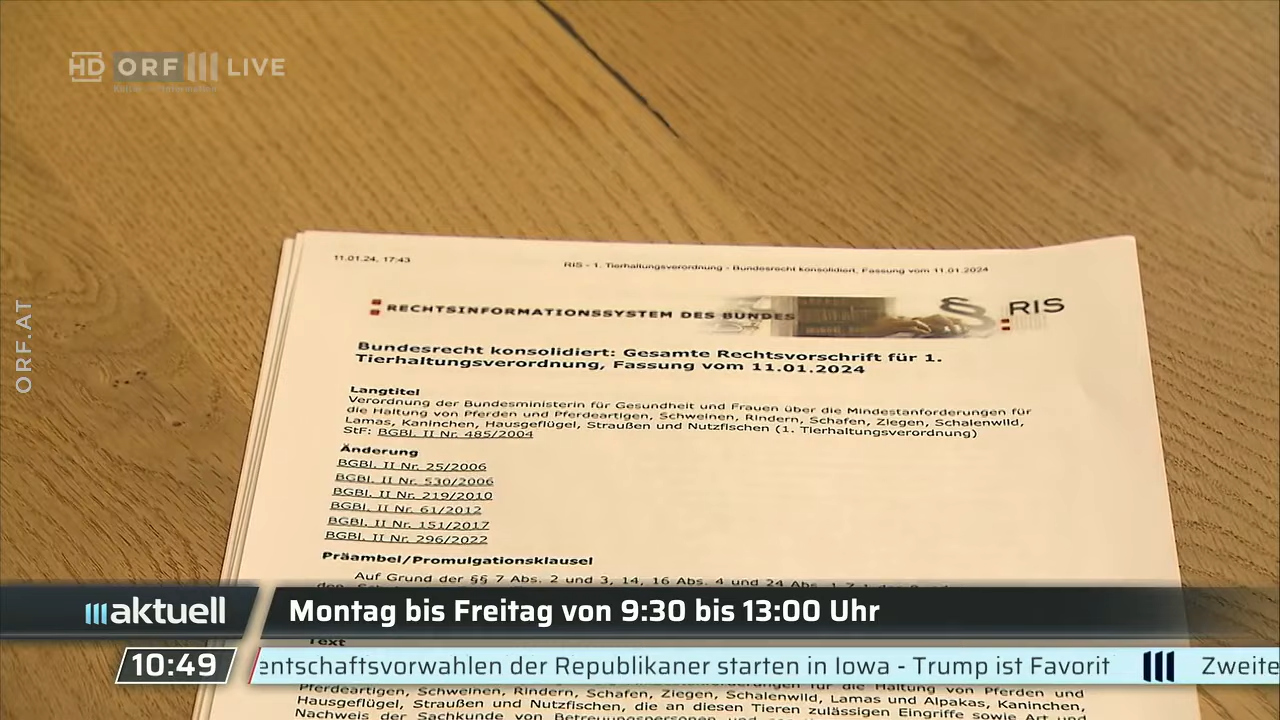 HD ORF III LIVE
ORF.AT
11.01.24, 17:43
RIS - 1. Tierhaltungsverordnung - Bundesrecht konsolidiert, Fassung vom 11.01.2024
RECHTSINFORMATIONSSYSTEM DES BUNDES
RIS
Bundesrecht konsolidiert: Gesamte Rechtsvorschrift für 1.
Tierhaltungsverordnung, Fassung vom 11.01.2024
Langtitel
Verordnung der Bundesministerin für Gesundheit und Frauen über die Mindestanforderungen für
die Haltung von Pferden und Pferdeartigen, Schweinen, Rindern, Schafen, Ziegen, Schalenwild,
Lamas, Kaninchen, Hausgeflügel, Straußen und Nutzfischen (1. Tierhaltungsverordnung)
StF: BGBl. II Nr. 485/2004
Änderung
BGBl. II Nr. 25/2006
BGBl. II Nr. 530/2006
BGBl. II Nr. 219/2010
BGBl. II Nr. 61/2012
BGBl. II Nr. 151/2017
BGBl. II Nr. 296/2022
Präambel/Promulgationsklausel
Auf Grund der §§ 7 Abs. 2 und 3, 14, 16 Abs. 4 und 24 Abs. 1
aktuell
Montag bis Freitag von 9:30 bis 13:00 Uhr
Text
10:49
entschaftsvorwahlen der Republikaner starten in Iowa - Trump ist Favorit
Zweite
für die Haltung von Pferden und
Pferdeartigen, Schweinen, Rindern, Schafen, Ziegen, Schalenwild, Lamas und Alpakas, Kaninchen,
Hausgeflügel, Straußen und Nutzfischen, die an diesen Tieren zulässigen Eingriffe sowie Art und
Nachweis der Sachkunde von Betreuungspersonen